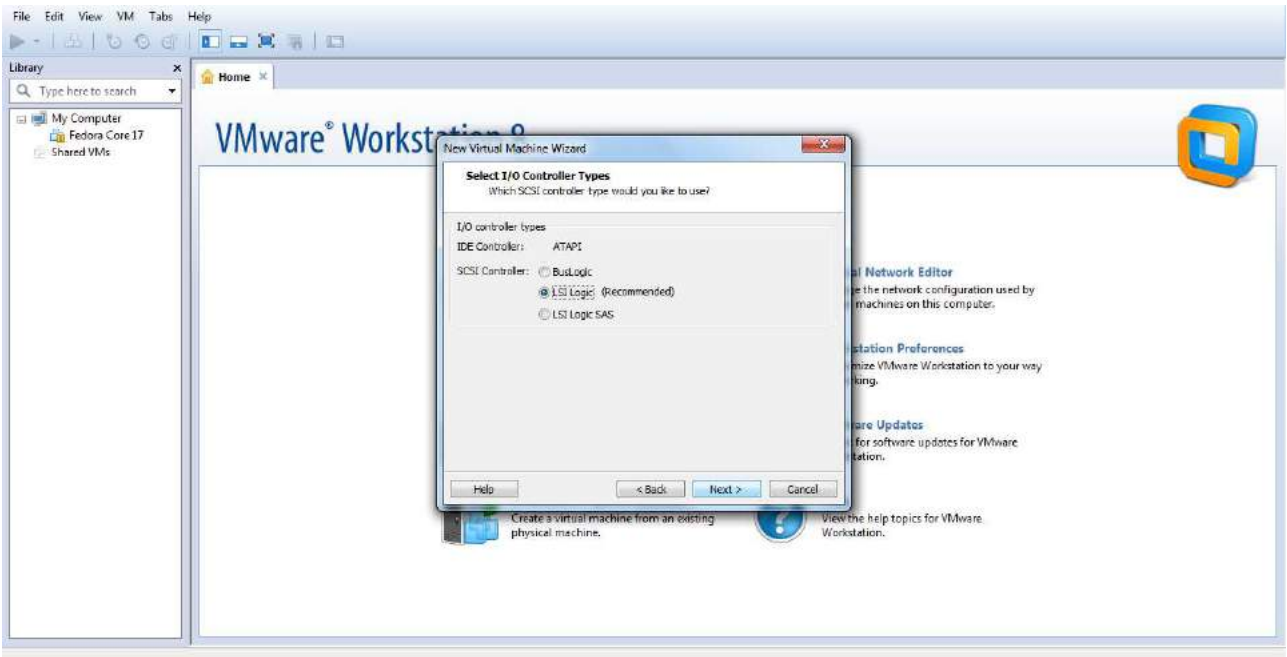 File Edit View VM Tabs Help
Library
Type here to search
My Computer
Fedora Core 17
Shared VMs
Home
VMware® Workstation
New Virtual Machine Wizard
Select I/O Controller Types
Which SCSI controller type would you like to use?
I/O controller types
IDE Controller: ATAPI
SCSI Controller: BusLogic
LSI Logic (Recommended)
LSI Logic SAS
Help < Back Next > Cancel
Network Editor
the network configuration used by
machines on this computer.
Preferences
VMware Workstation to your way
Updates
for software updates for VMware
Create a virtual machine from an existing
physical machine.
View the help topics for VMware
Workstation.